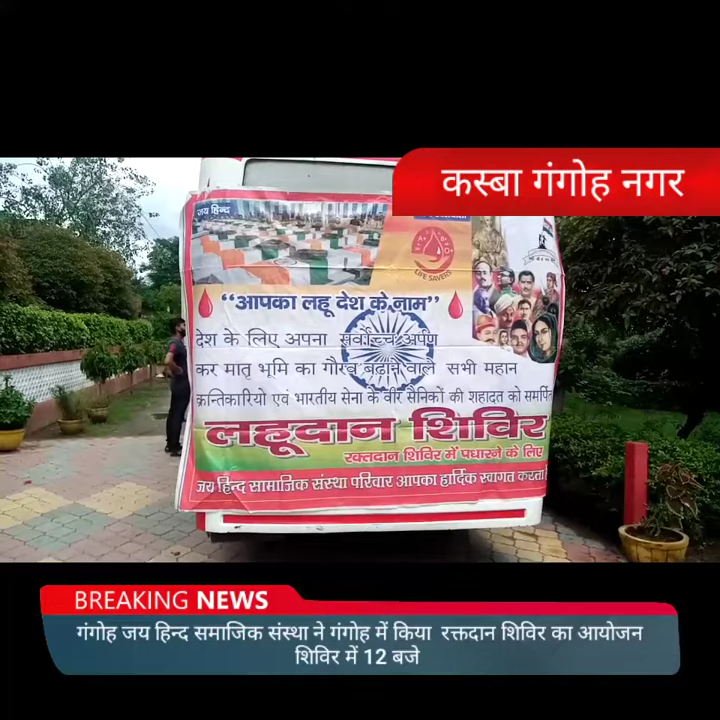 कस्बा गंगोह नगर
जय हिन्द
LIFE SAVERS
“आपका लहू देश के नाम”
देश के लिए अपना सर्वोच्च अर्पण
कर मातृ भूमि का गौरव बढ़ाने वाले सभी महान
क्रान्तिकारियो एवं भारतीय सेना के वीर सैनिकों की शहादत को समर्पित
लहूदान शिविर
रक्तदान शिविर में पधारने के लिए
जय हिन्द सामाजिक संस्था परिवार आपका हार्दिक स्वागत करता
BREAKING NEWS
गंगोह जय हिन्द समाजिक संस्था ने गंगोह में किया रक्तदान शिविर का आयोजन
शिविर में 12 बजे